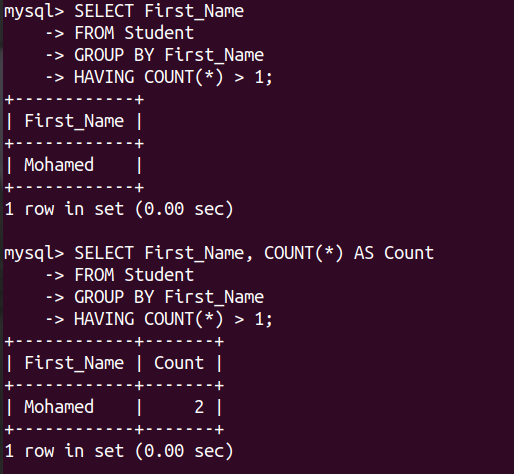 mysql> SELECT First_Name
    -> FROM Student
    -> GROUP BY First_Name
    -> HAVING COUNT(*) > 1;
+------------+
| First_Name |
+------------+
| Mohamed    |
+------------+
1 row in set (0.00 sec)

mysql> SELECT First_Name, COUNT(*) AS Count
    -> FROM Student
    -> GROUP BY First_Name
    -> HAVING COUNT(*) > 1;
+------------+-------+
| First_Name | Count |
+------------+-------+
| Mohamed    |     2 |
+------------+-------+
1 row in set (0.00 sec)